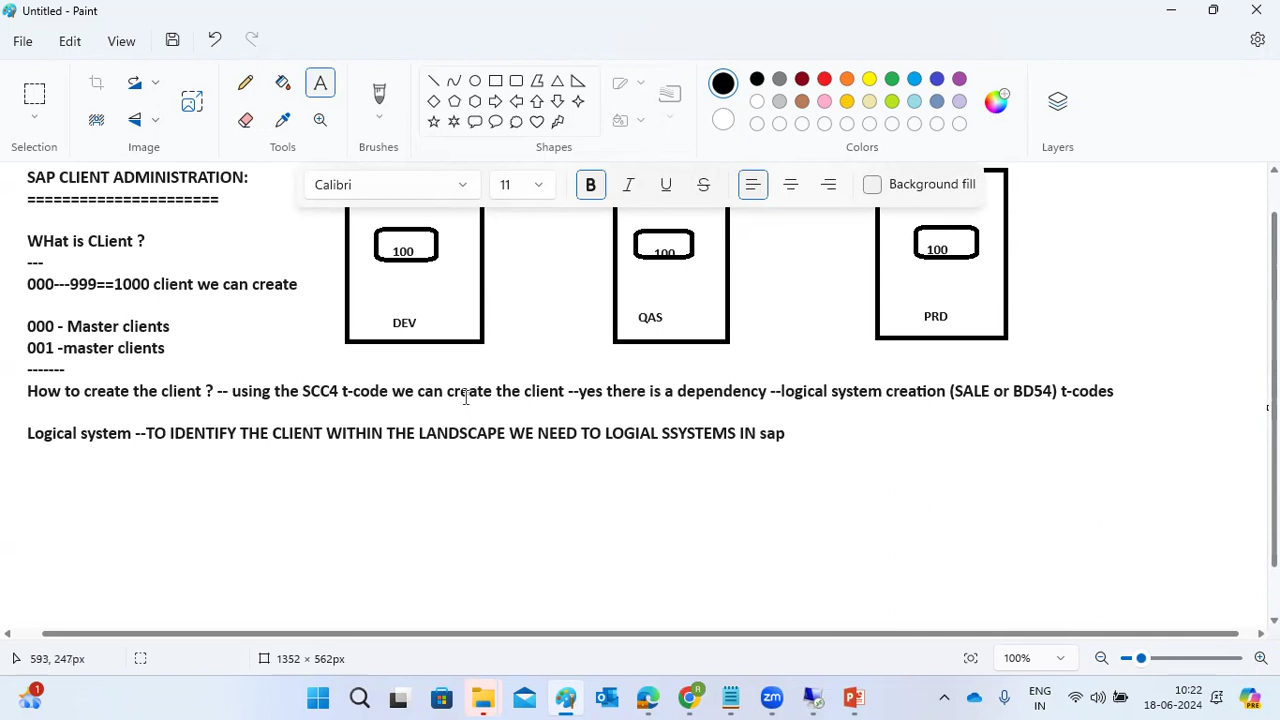 Untitled - Paint
File Edit View
Selection Image Tools Brushes Shapes Colors Layers
Calibri 11 B I U S Background fill
SAP CLIENT ADMINISTRATION:
======================
WHat is CLient ?
---
000---999==1000 client we can create
000 - Master clients
001 -master clients
-------
100
DEV
100
QAS
100
PRD
How to create the client ? -- using the SCC4 t-code we can create the client --yes there is a dependency --logical system creation (SALE or BD54) t-codes
Logical system --TO IDENTIFY THE CLIENT WITHIN THE LANDSCAPE WE NEED TO LOGIAL SSYSTEMS IN sap
593, 247px 1352 × 562px 100%
1 zm R P ENG 10:22
IN 18-06-2024 PRE